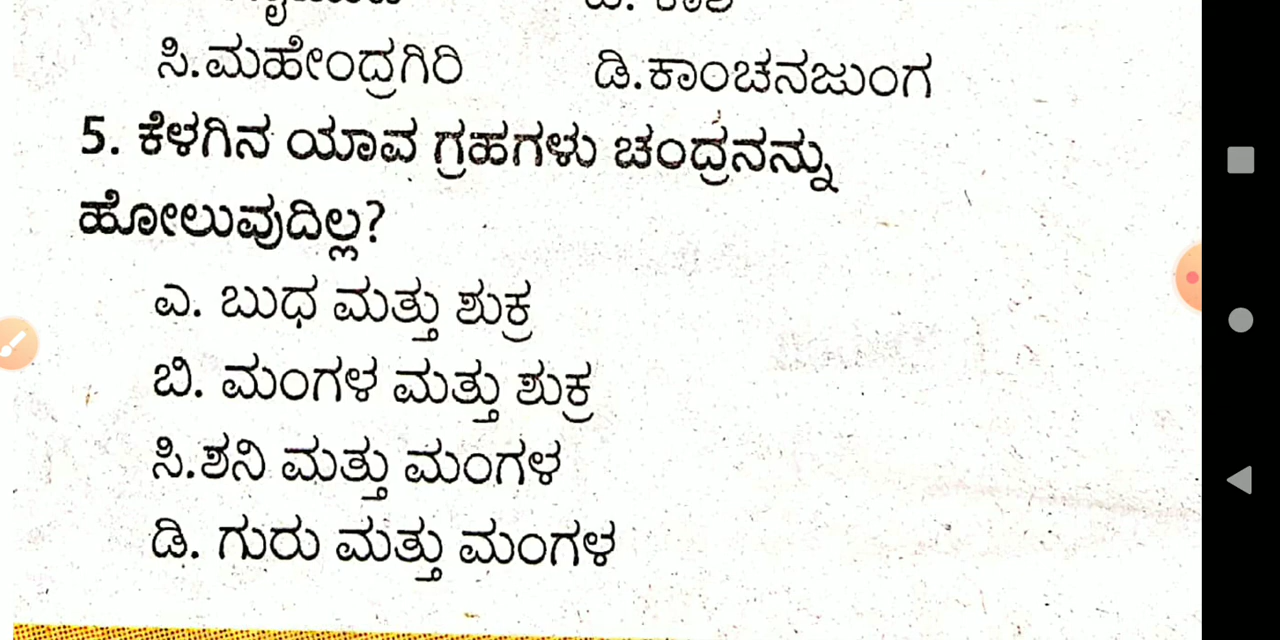 ಸಿ.ಮಹೇಂದ್ರಗಿರಿ ಡಿ.ಕಾಂಚನಜುಂಗ
5. ಕೆಳಗಿನ ಯಾವ ಗ್ರಹಗಳು ಚಂದ್ರನನ್ನು
ಹೋಲುವುದಿಲ್ಲ?
ಎ. ಬುಧ ಮತ್ತು ಶುಕ್ರ
ಬಿ. ಮಂಗಳ ಮತ್ತು ಶುಕ್ರ
ಸಿ.ಶನಿ ಮತ್ತು ಮಂಗಳ
ಡಿ. ಗುರು ಮತ್ತು ಮಂಗಳ